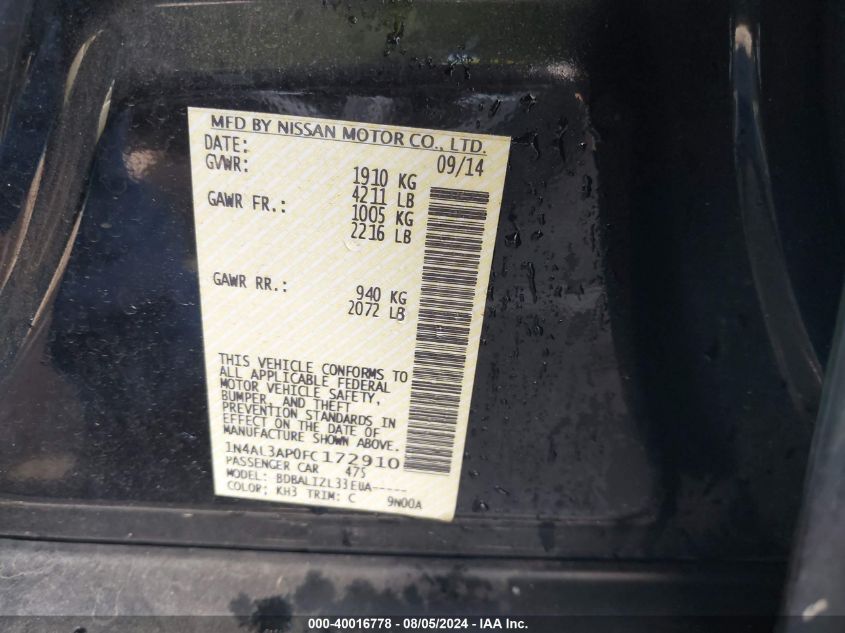 MFD BY NISSAN MOTOR CO., LTD.
DATE: 09/14
GVWR: 1910 KG
4211 LB
GAWR FR.: 1005 KG
2216 LB
GAWR RR.: 940 KG
2072 LB
THIS VEHICLE CONFORMS TO
ALL APPLICABLE FEDERAL
MOTOR VEHICLE SAFETY,
BUMPER, AND THEFT
PREVENTION STANDARDS IN
EFFECT ON THE DATE OF
MANUFACTURE SHOWN ABOVE.
1N4AL3AP0FC172910
PASSENGER CAR 475
MODEL: BDBALIZL33EUA-----
COLOR: KH3 TRIM: C 9N00A
000-40016778 - 08/05/2024 - IAA Inc.